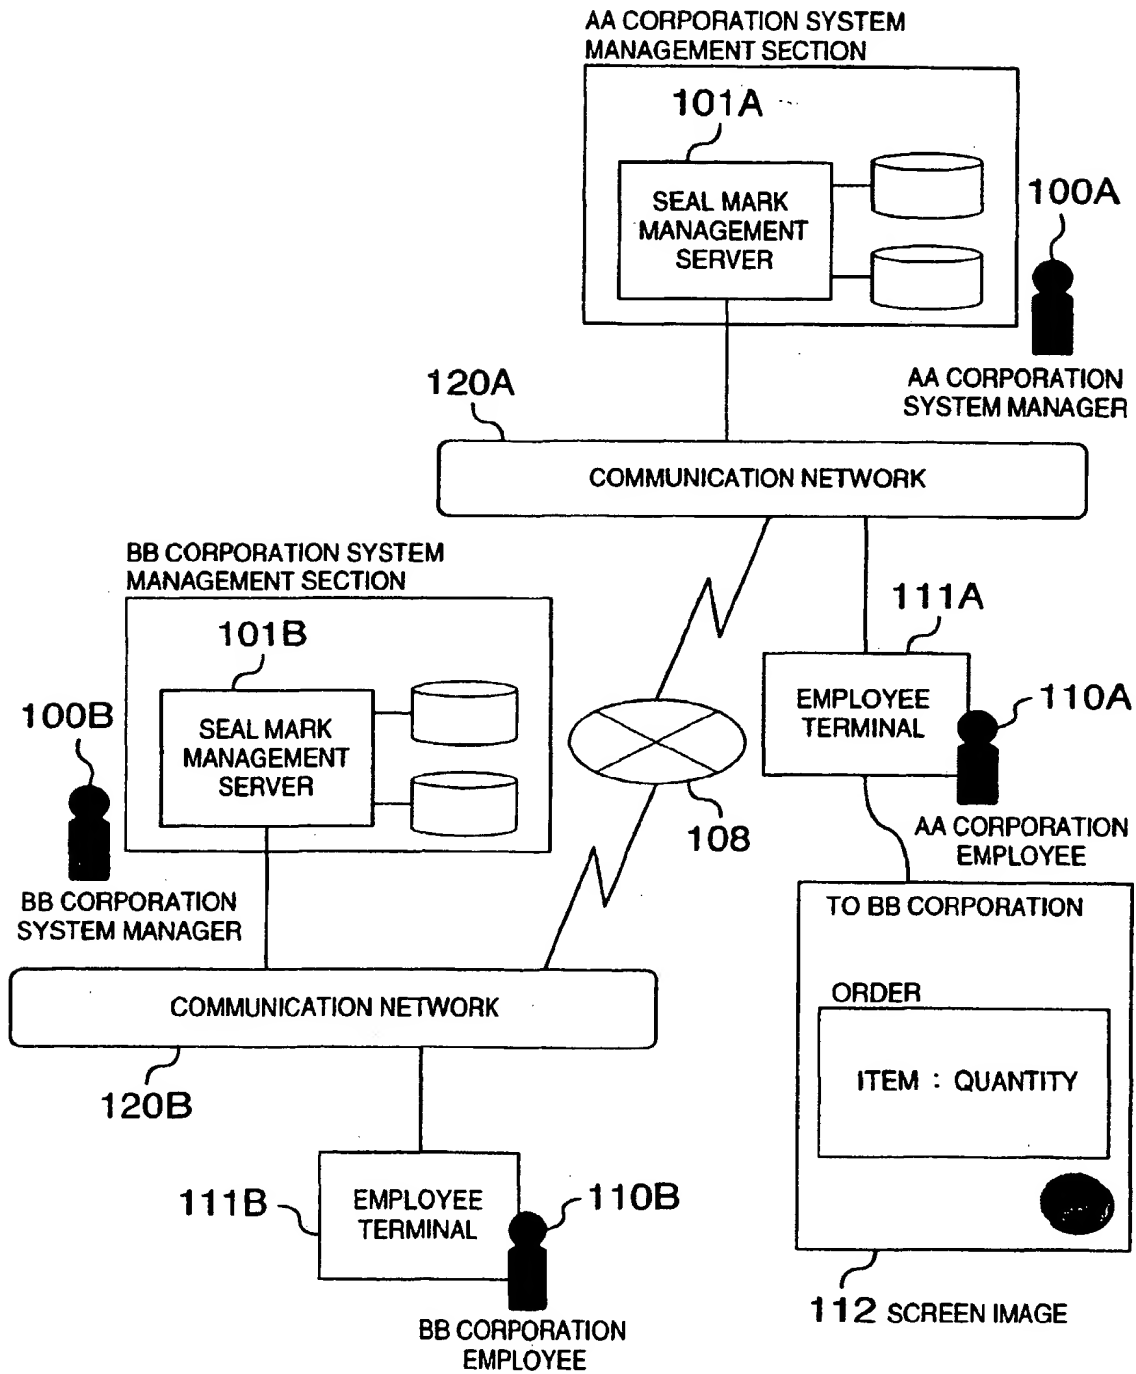 AA CORPORATION SYSTEM
MANAGEMENT SECTION
101A
SEAL MARK
MANAGEMENT
SERVER
100A
AA CORPORATION
SYSTEM MANAGER
120A
COMMUNICATION NETWORK
BB CORPORATION SYSTEM
MANAGEMENT SECTION
101B
SEAL MARK
MANAGEMENT
SERVER
100B
BB CORPORATION
SYSTEM MANAGER
111A
EMPLOYEE
TERMINAL
110A
AA CORPORATION
EMPLOYEE
108
TO BB CORPORATION
ORDER
ITEM : QUANTITY
112 SCREEN IMAGE
COMMUNICATION NETWORK
120B
111B
EMPLOYEE
TERMINAL
110B
BB CORPORATION
EMPLOYEE